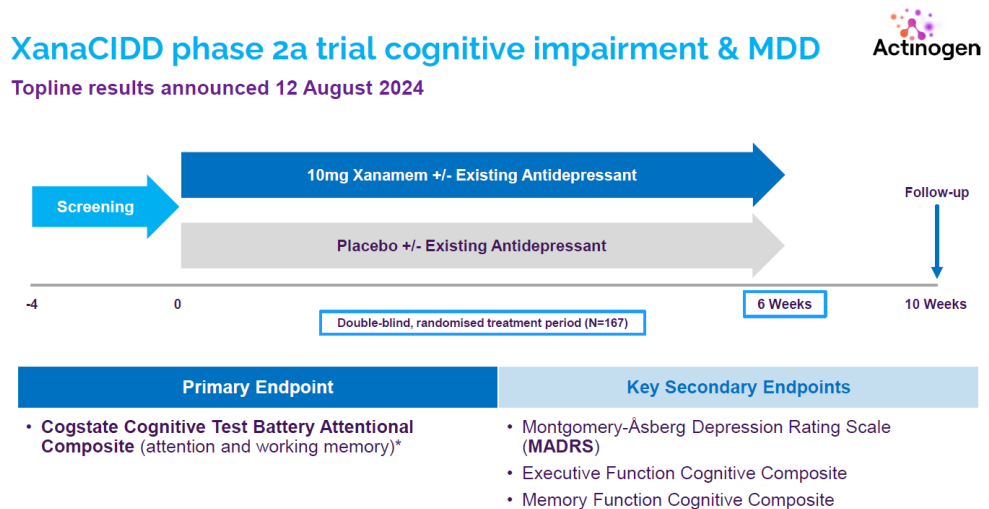 XanaCIDD phase 2a trial cognitive impairment & MDD
Actinogen
Topline results announced 12 August 2024
10mg Xanamem +/- Existing Antidepressant
Screening
Follow-up
Placebo +/- Existing Antidepressant
-4
0
6 Weeks
10 Weeks
Double-blind, randomised treatment period (N=167)
Primary Endpoint
• Cogstate Cognitive Test Battery Attentional
Composite (attention and working memory)*
Key Secondary Endpoints
• Montgomery-Åsberg Depression Rating Scale
(MADRS)
• Executive Function Cognitive Composite
• Memory Function Cognitive Composite